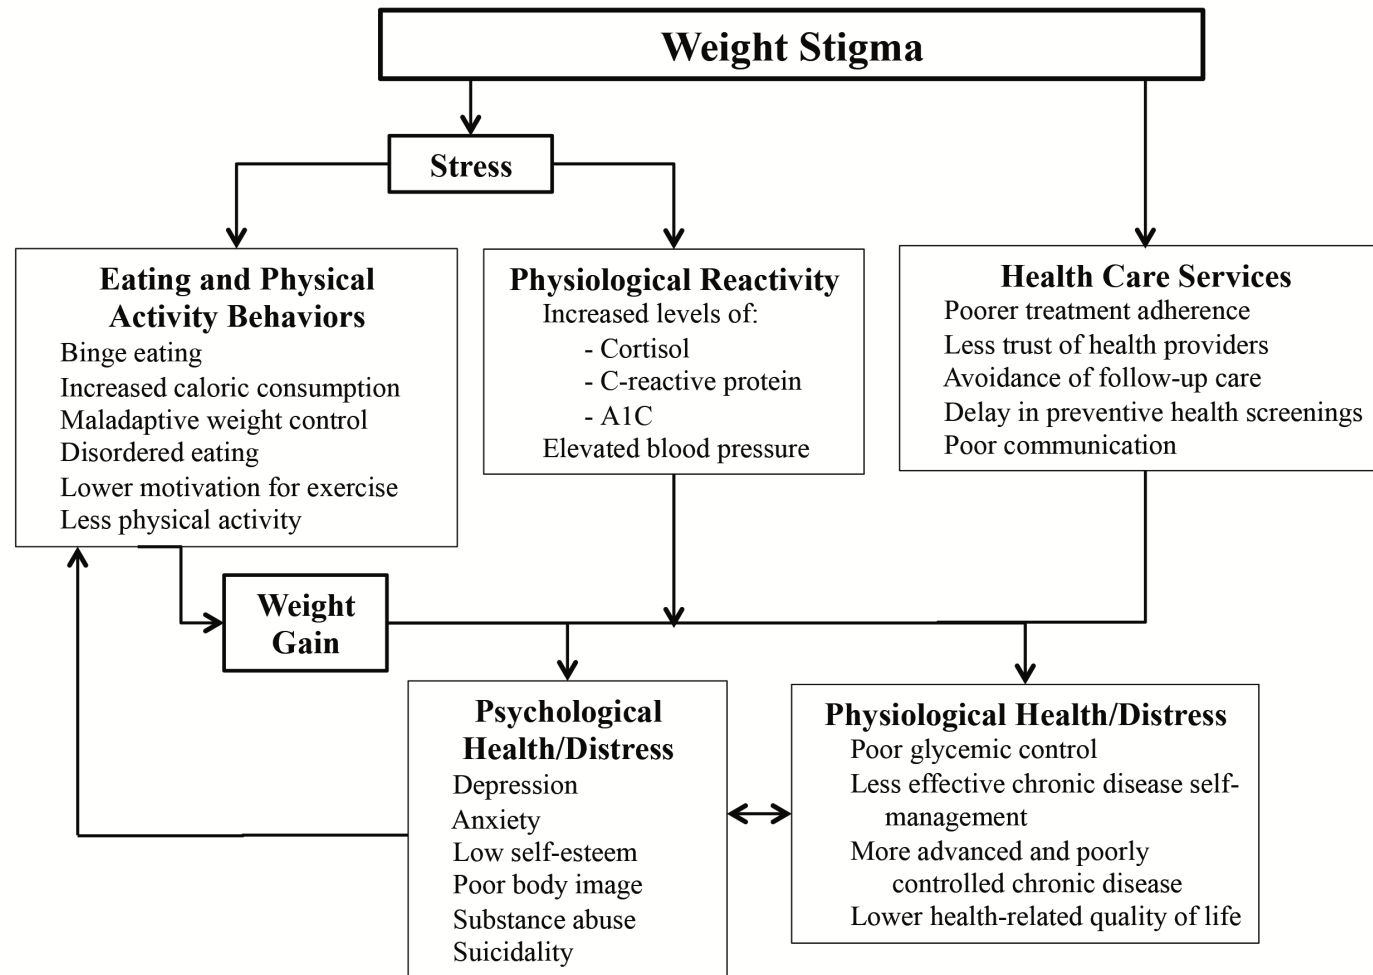 Weight Stigma
Stress
Eating and Physical
Activity Behaviors
Binge eating
Increased caloric consumption
Maladaptive weight control
Disordered eating
Lower motivation for exercise
Less physical activity
Physiological Reactivity
Increased levels of:
- Cortisol
- C-reactive protein
- A1C
Elevated blood pressure
Health Care Services
Poorer treatment adherence
Less trust of health providers
Avoidance of follow-up care
Delay in preventive health screenings
Poor communication
Weight
Gain
Psychological
Health/Distress
Depression
Anxiety
Low self-esteem
Poor body image
Substance abuse
Suicidality
Physiological Health/Distress
Poor glycemic control
Less effective chronic disease self-
management
More advanced and poorly
controlled chronic disease
Lower health-related quality of life